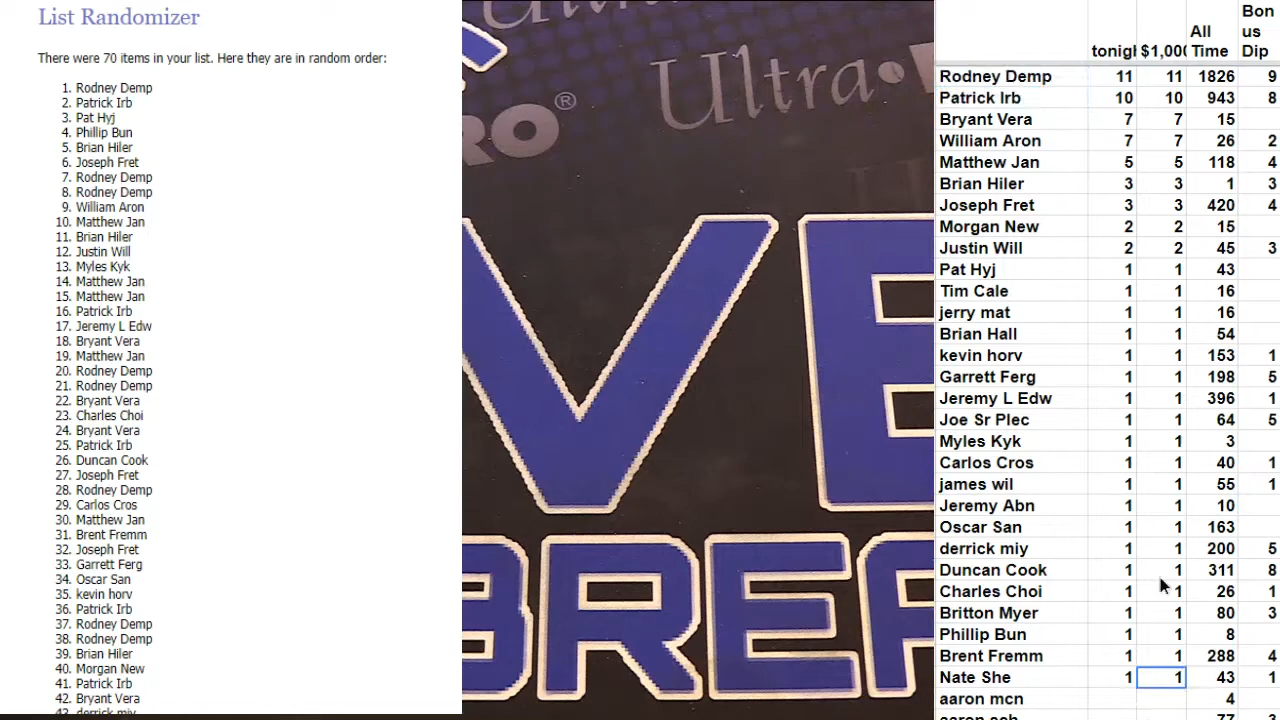 List Randomizer
There were 70 items in your list. Here they are in random order:
1. Rodney Demp
2. Patrick Irb
3. Pat Hyj
4. Phillip Bun
5. Brian Hiler
6. Joseph Fret
7. Rodney Demp
8. Rodney Demp
9. William Aron
10. Matthew Jan
11. Brian Hiler
12. Justin Will
13. Myles Kyk
14. Matthew Jan
15. Matthew Jan
16. Patrick Irb
17. Jeremy L Edw
18. Bryant Vera
19. Matthew Jan
20. Rodney Demp
21. Rodney Demp
22. Bryant Vera
23. Charles Choi
24. Bryant Vera
25. Patrick Irb
26. Duncan Cook
27. Joseph Fret
28. Rodney Demp
29. Carlos Cros
30. Matthew Jan
31. Brent Fremm
32. Joseph Fret
33. Garrett Ferg
34. Oscar San
35. kevin horv
36. Patrick Irb
37. Rodney Demp
38. Rodney Demp
39. Brian Hiler
40. Morgan New
41. Patrick Irb
42. Bryant Vera
43. derrick miy
Ultra
RO®
VE
BREA
tonigl $1,000 All Time Bon us Dip
Rodney Demp 11 11 1826 9
Patrick Irb 10 10 943 8
Bryant Vera 7 7 15
William Aron 7 7 26 2
Matthew Jan 5 5 118 4
Brian Hiler 3 3 1 3
Joseph Fret 3 3 420 4
Morgan New 2 2 15
Justin Will 2 2 45 3
Pat Hyj 1 1 43
Tim Cale 1 1 16
jerry mat 1 1 16
Brian Hall 1 1 54
kevin horv 1 1 153 1
Garrett Ferg 1 1 198 5
Jeremy L Edw 1 1 396 1
Joe Sr Plec 1 1 64 5
Myles Kyk 1 1 3
Carlos Cros 1 1 40 1
james wil 1 1 55 1
Jeremy Abn 1 1 10
Oscar San 1 1 163
derrick miy 1 1 200 5
Duncan Cook 1 1 311 8
Charles Choi 1 1 26 1
Britton Myer 1 1 80 3
Phillip Bun 1 1 8
Brent Fremm 1 1 288 4
Nate She 1 1 43 1
aaron mcn 4